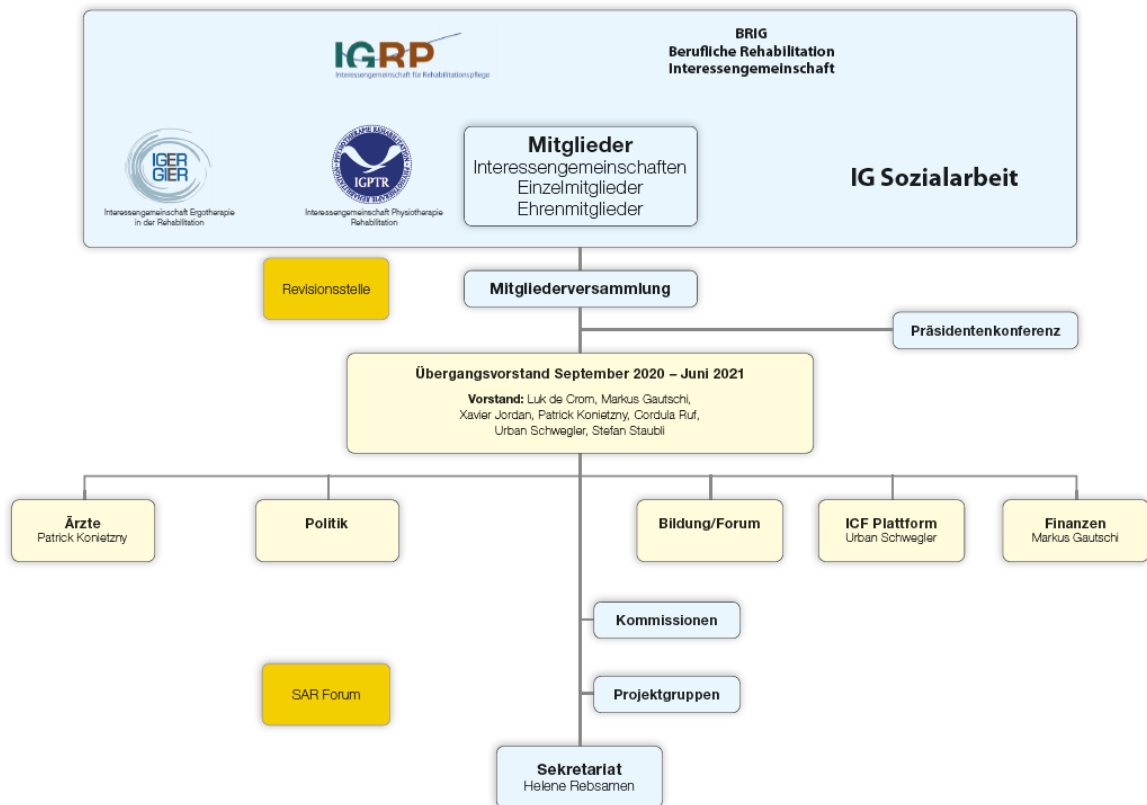 IGRP
Interessengemeinschaft für Rehabilitationspflege
BRIG
Berufliche Rehabilitation
Interessengemeinschaft
IGER
GIER
Interessengemeinschaft Ergotherapie
in der Rehabilitation
IGPTR
Interessengemeinschaft Physiotherapie
Rehabilitation
Mitglieder
Interessengemeinschaften
Einzelmitglieder
Ehrenmitglieder
IG Sozialarbeit
Revisionsstelle
Mitgliederversammlung
Präsidentenkonferenz
Übergangsvorstand September 2020 – Juni 2021
Vorstand: Luk de Crom, Markus Gautschi,
Xavier Jordan, Patrick Konietzny, Cordula Ruf,
Urban Schwegler, Stefan Staubli
Ärzte
Patrick Konietzny
Politik
Bildung/Forum
ICF Plattform
Urban Schwegler
Finanzen
Markus Gautschi
Kommissionen
SAR Forum
Projektgruppen
Sekretariat
Helene Rebsamen